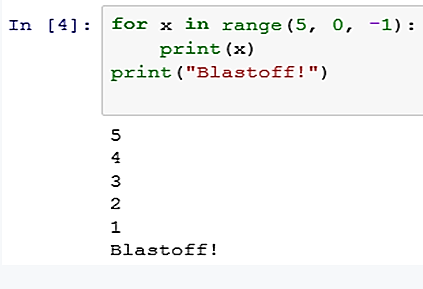 In [4]: for x in range(5, 0, -1):
    print(x)
print("Blastoff!")
5
4
3
2
1
Blastoff!